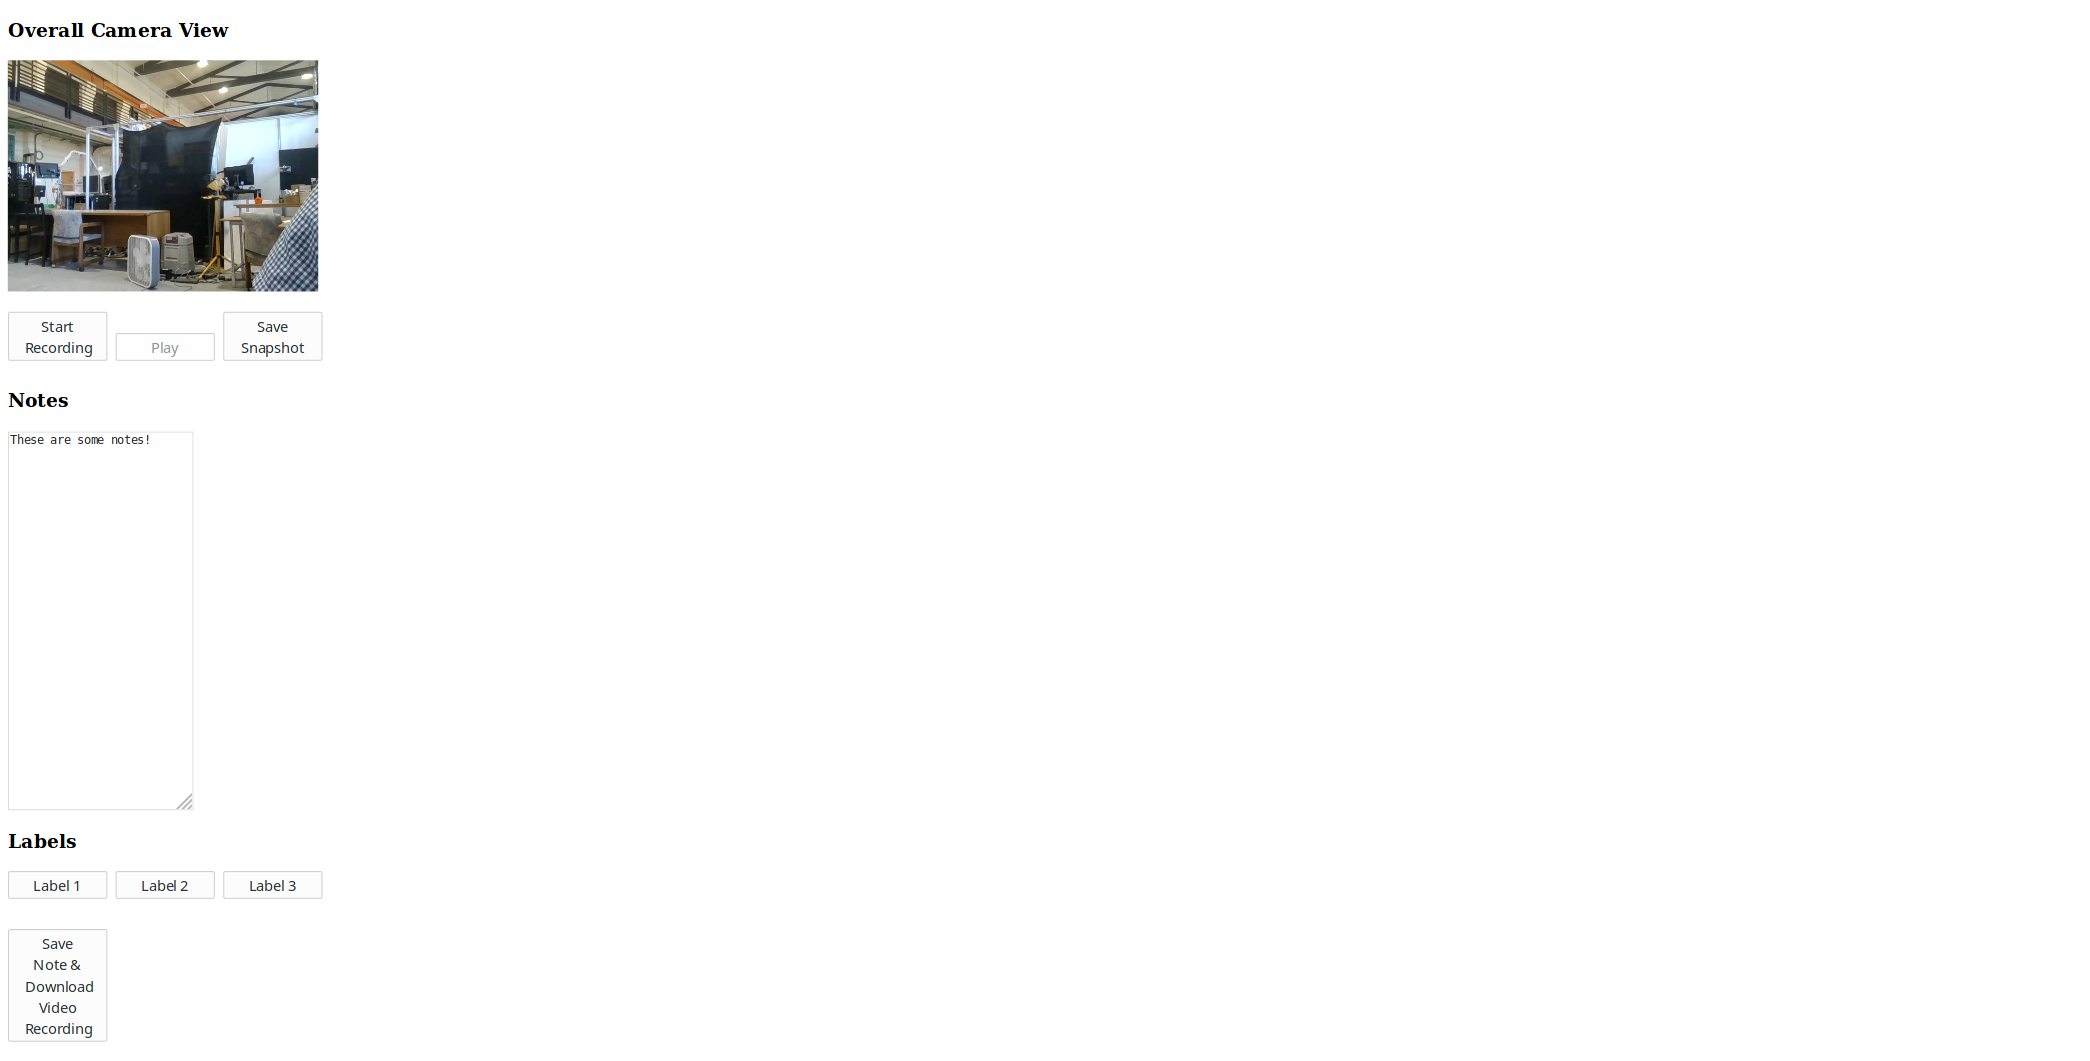 Overall Camera View
Start
Recording
Play
Save
Snapshot
Notes
These are some notes!
Labels
Label 1
Label 2
Label 3
Save
Note &
Download
Video
Recording